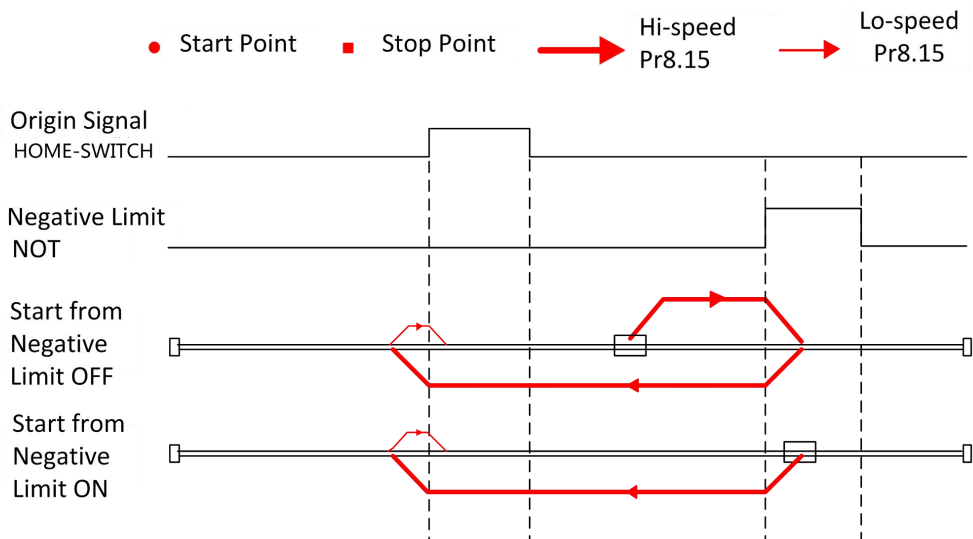 Start Point
Stop Point
Hi-speed
Pr8.15
Lo-speed
Pr8.15
Origin Signal
HOME-SWITCH
Negative Limit
NOT
Start from
Negative
Limit OFF
Start from
Negative
Limit ON